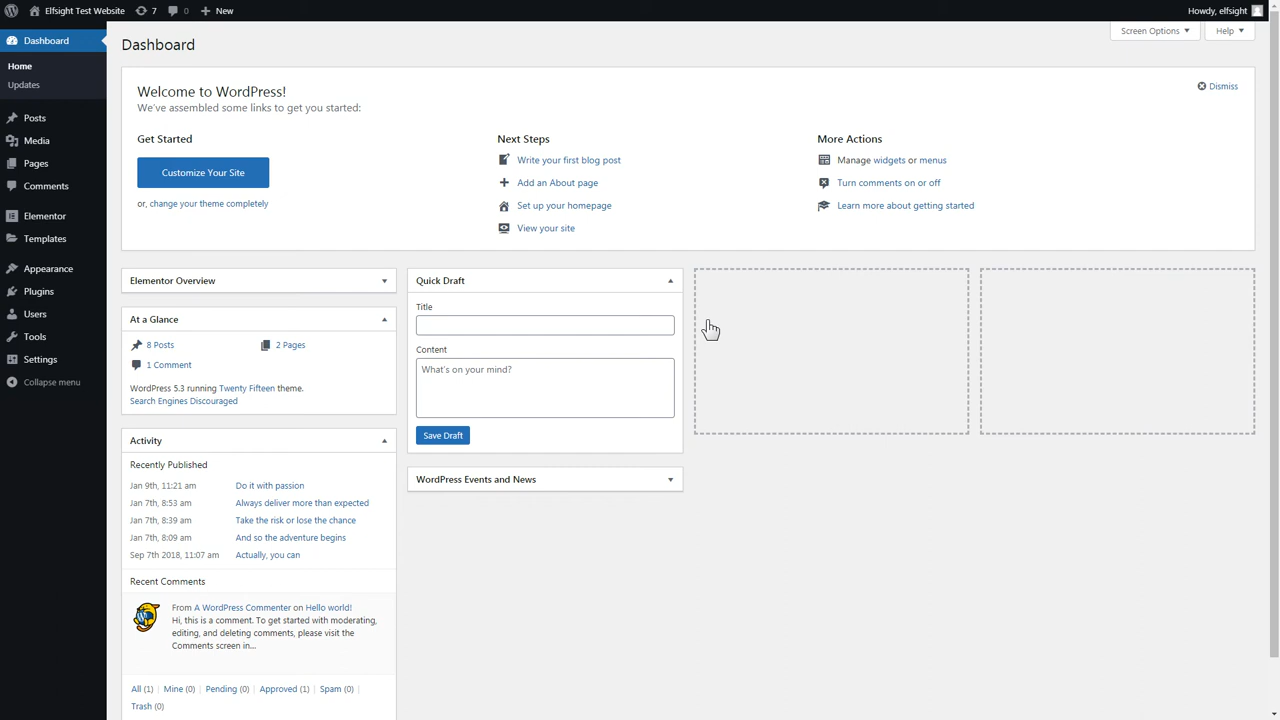 Elfsight Test Website 7 0 New Howdy, elfsight
Dashboard
Home
Updates
Posts
Media
Pages
Comments
Elementor
Templates
Appearance
Plugins
Users
Tools
Settings
Collapse menu
Screen Options Help
Dashboard
Welcome to WordPress!
We've assembled some links to get you started:
Dismiss
Get Started
Customize Your Site
or, change your theme completely
Next Steps
Write your first blog post
Add an About page
Set up your homepage
View your site
More Actions
Manage widgets or menus
Turn comments on or off
Learn more about getting started
Elementor Overview
At a Glance
8 Posts 2 Pages
1 Comment
WordPress 5.3 running Twenty Fifteen theme.
Search Engines Discouraged
Activity
Recently Published
Jan 9th, 11:21 am Do it with passion
Jan 7th, 8:53 am Always deliver more than expected
Jan 7th, 8:39 am Take the risk or lose the chance
Jan 7th, 8:09 am And so the adventure begins
Sep 7th 2018, 11:07 am Actually, you can
Recent Comments
From A WordPress Commenter on Hello world!
Hi, this is a comment. To get started with moderating,
editing, and deleting comments, please visit the
Comments screen in...
All (1) | Mine (0) | Pending (0) | Approved (1) | Spam (0) |
Trash (0)
Quick Draft
Title
Content
What's on your mind?
Save Draft
WordPress Events and News